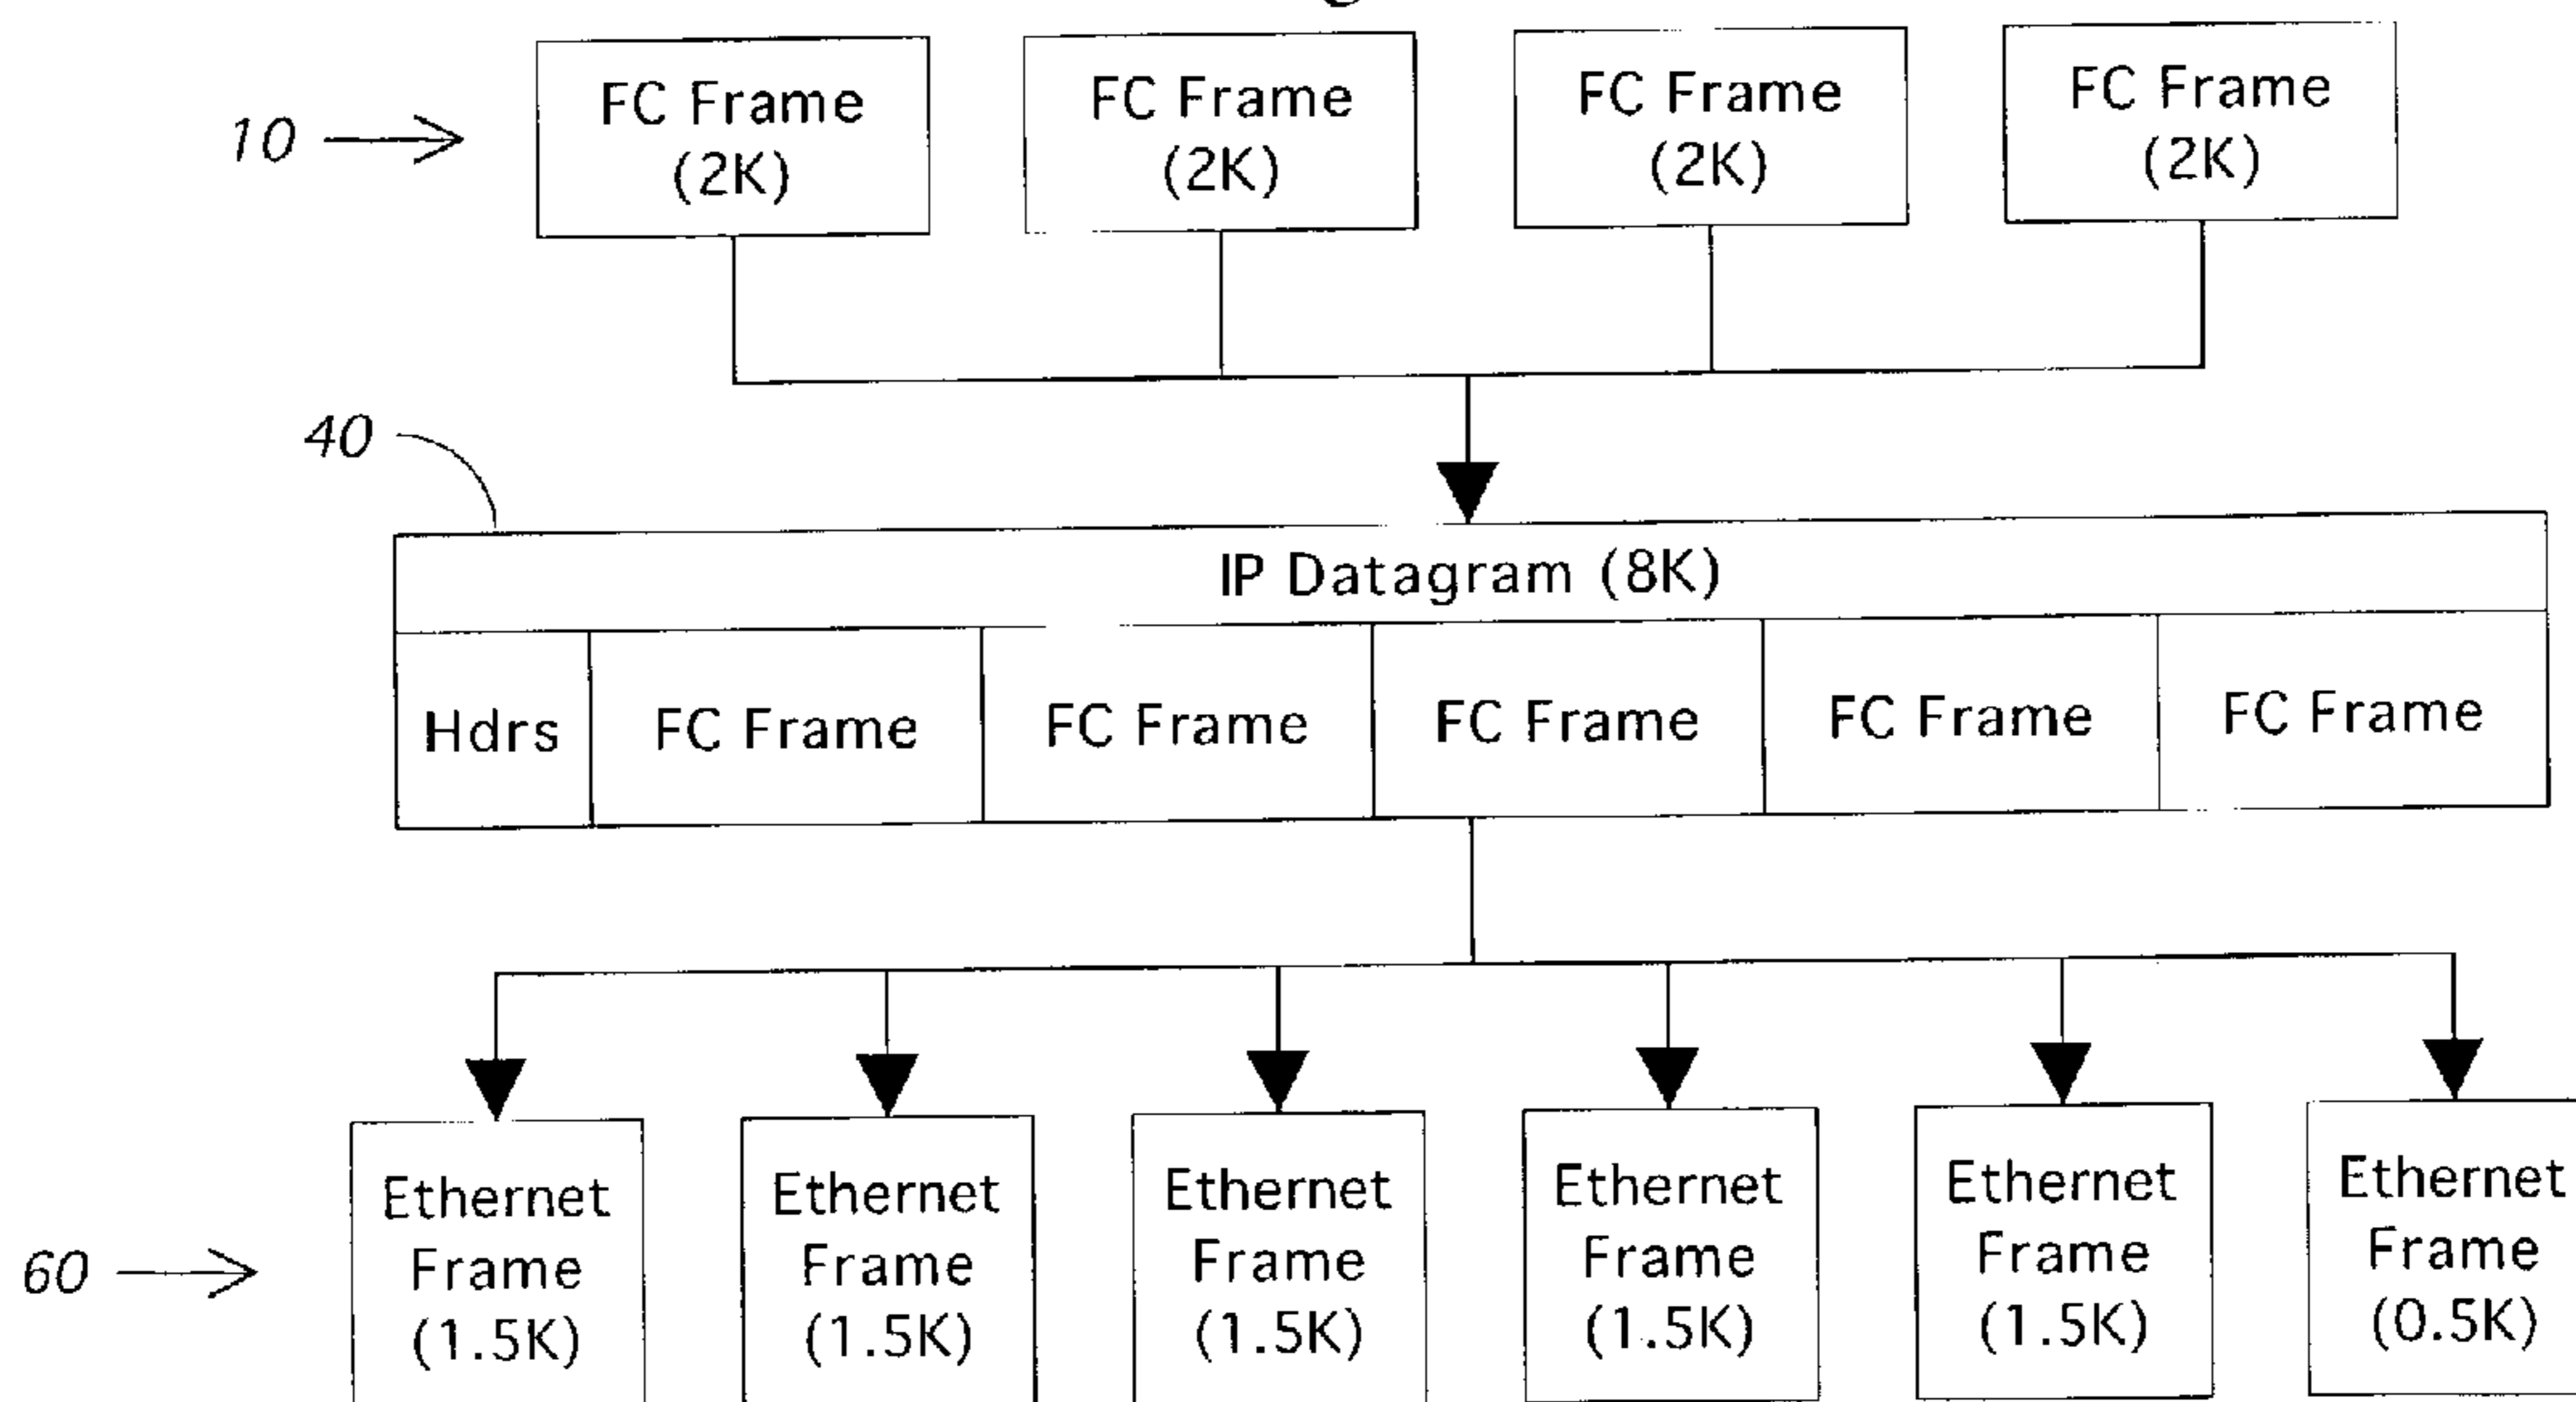 10
FC Frame
(2K)
FC Frame
(2K)
FC Frame
(2K)
FC Frame
(2K)
40
IP Datagram (8K)
Hdrs
FC Frame
FC Frame
FC Frame
FC Frame
FC Frame
60
Ethernet
Frame
(1.5K)
Ethernet
Frame
(1.5K)
Ethernet
Frame
(1.5K)
Ethernet
Frame
(1.5K)
Ethernet
Frame
(1.5K)
Ethernet
Frame
(0.5K)